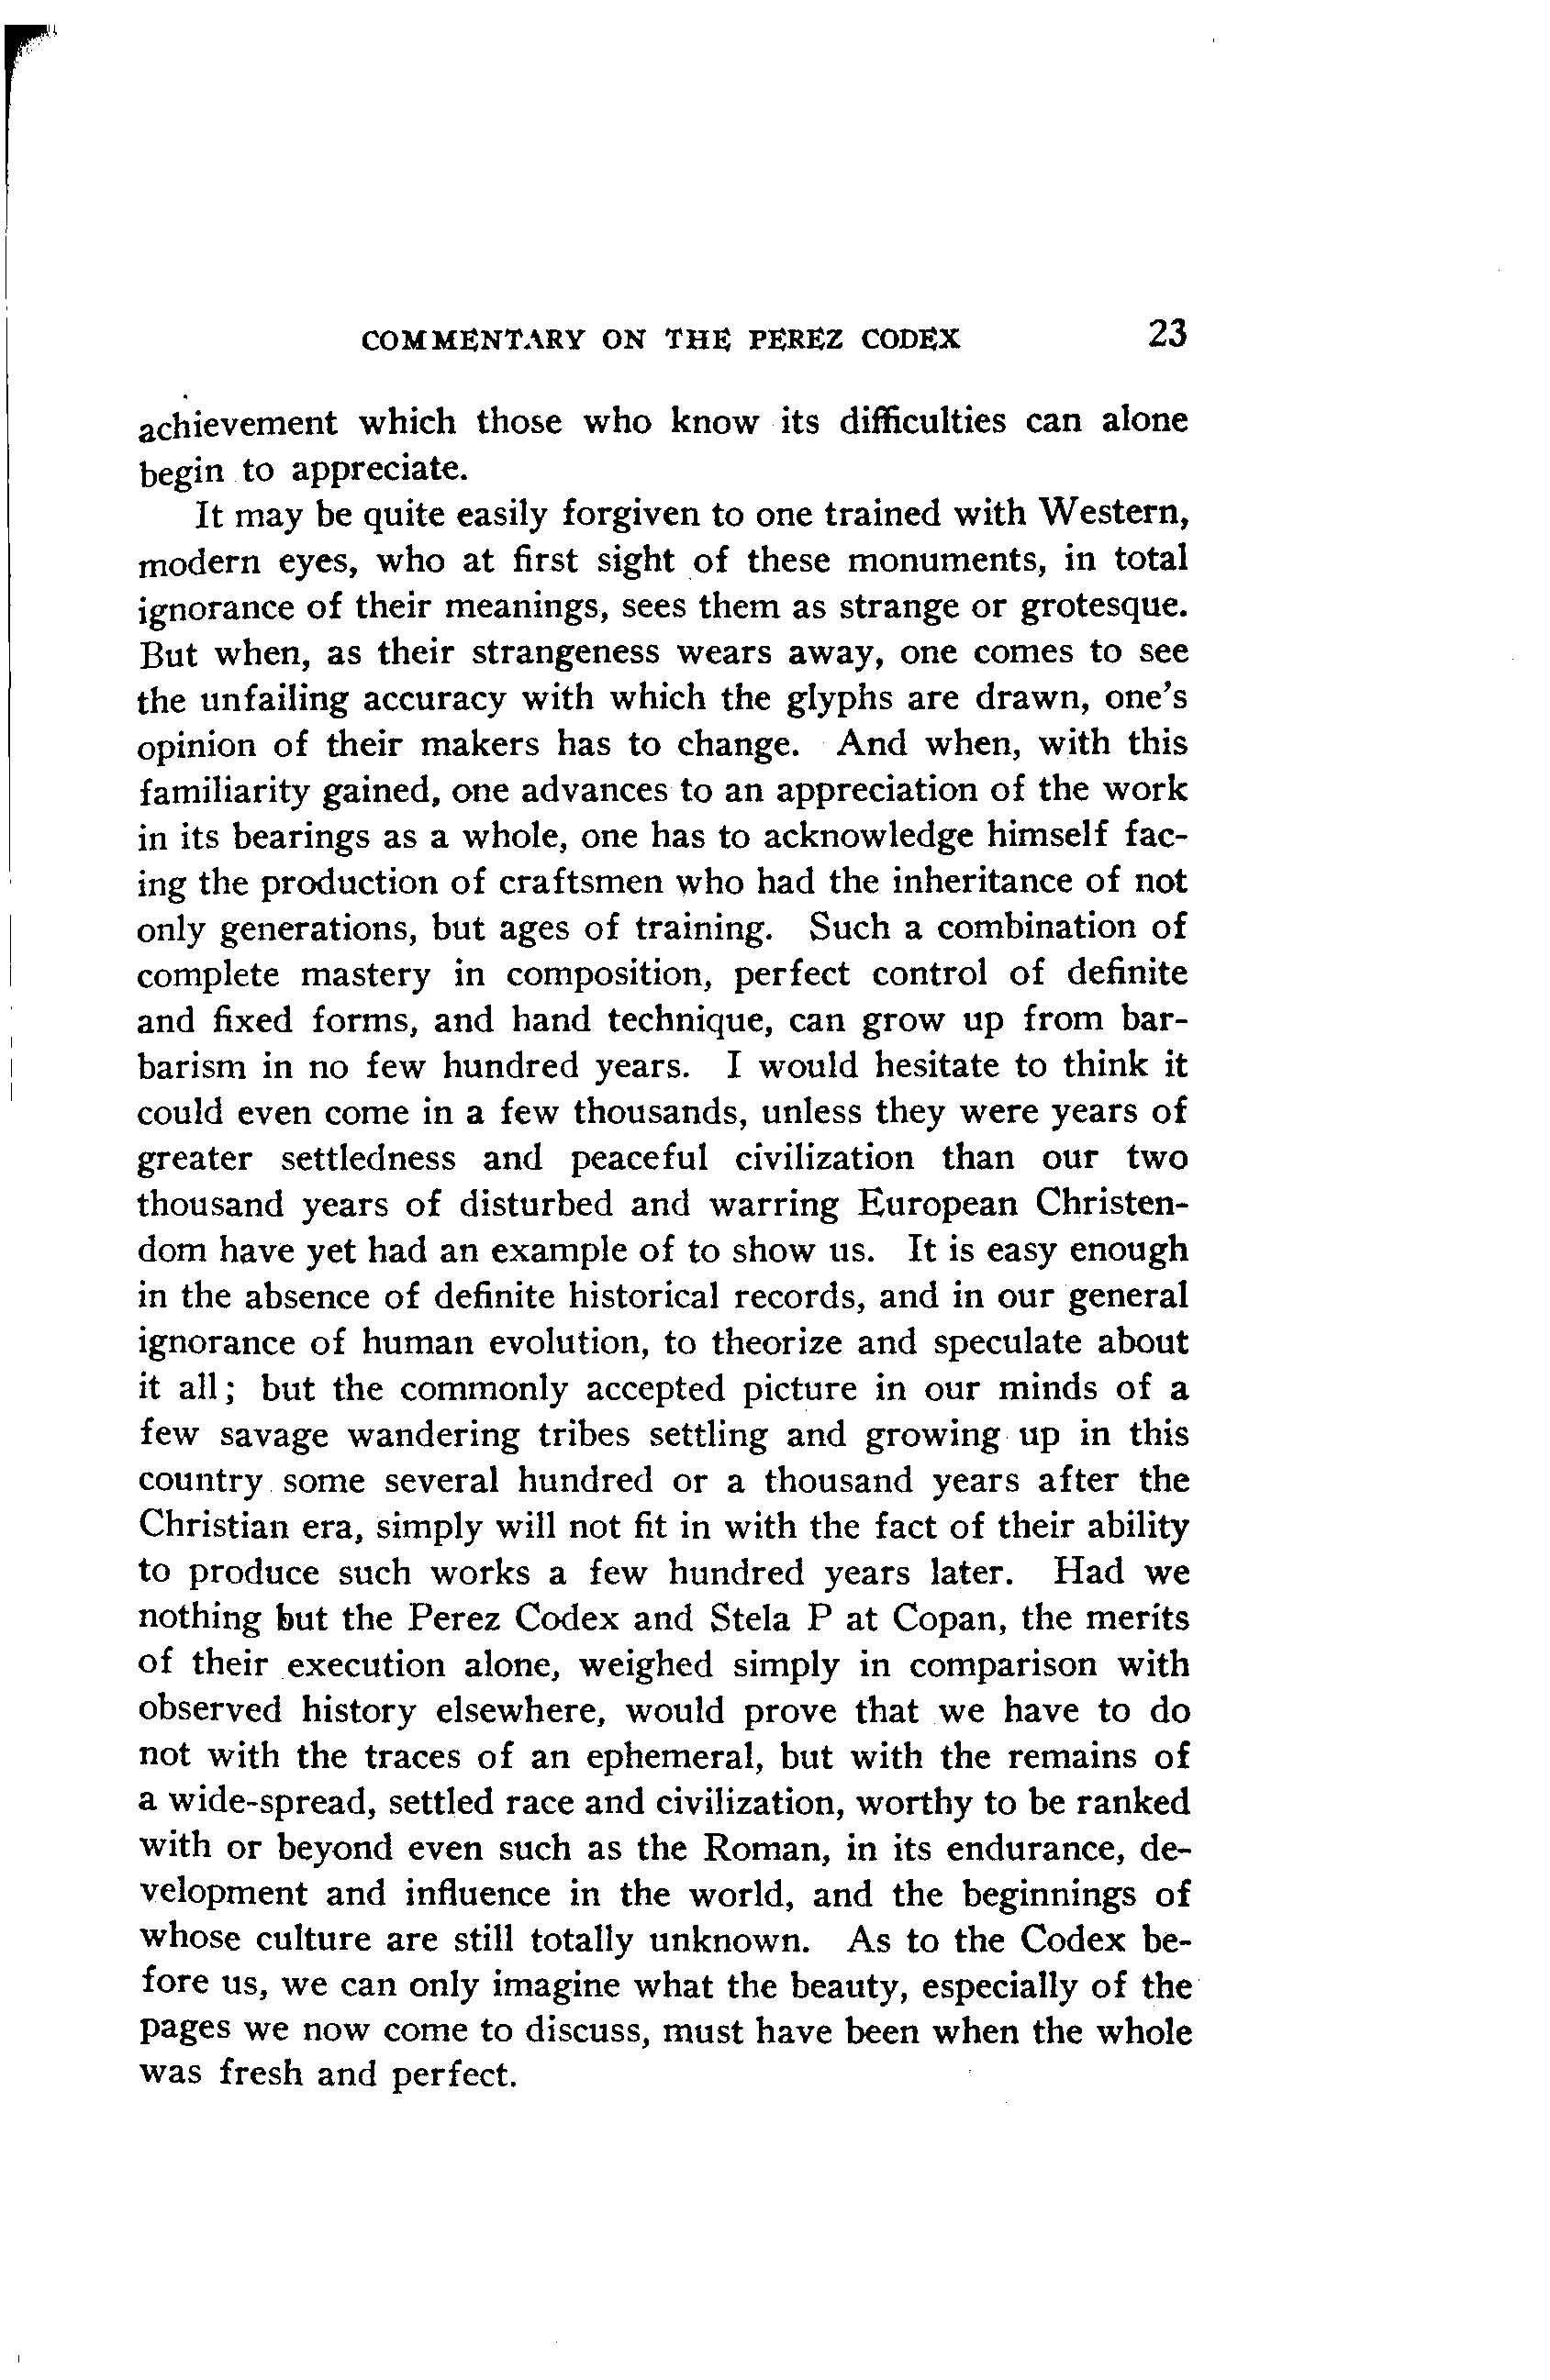 COMMENTARY ON THE PEREZ CODEX 23
achievement which those who know its difficulties can alone
begin to appreciate.
It may be quite easily forgiven to one trained with Western,
modern eyes, who at first sight of these monuments, in total
ignorance of their meanings, sees them as strange or grotesque.
But when, as their strangeness wears away, one comes to see
the unfailing accuracy with which the glyphs are drawn, one's
opinion of their makers has to change. And when, with this
familiarity gained, one advances to an appreciation of the work
in its bearings as a whole, one has to acknowledge himself fac-
ing the production of craftsmen who had the inheritance of not
only generations, but ages of training. Such a combination of
complete mastery in composition, perfect control of definite
and fixed forms, and hand technique, can grow up from bar-
barism in no few hundred years. I would hesitate to think it
could even come in a few thousands, unless they were years of
greater settledness and peaceful civilization than our two
thousand years of disturbed and warring European Christen-
dom have yet had an example of to show us. It is easy enough
in the absence of definite historical records, and in our general
ignorance of human evolution, to theorize and speculate about
it all; but the commonly accepted picture in our minds of a
few savage wandering tribes settling and growing up in this
country some several hundred or a thousand years after the
Christian era, simply will not fit in with the fact of their ability
to produce such works a few hundred years later. Had we
nothing but the Perez Codex and Stela P at Copan, the merits
of their execution alone, weighed simply in comparison with
observed history elsewhere, would prove that we have to do
not with the traces of an ephemeral, but with the remains of
a wide-spread, settled race and civilization, worthy to be ranked
with or beyond even such as the Roman, in its endurance, de-
velopment and influence in the world, and the beginnings of
whose culture are still totally unknown. As to the Codex be-
fore us, we can only imagine what the beauty, especially of the
pages we now come to discuss, must have been when the whole
was fresh and perfect.